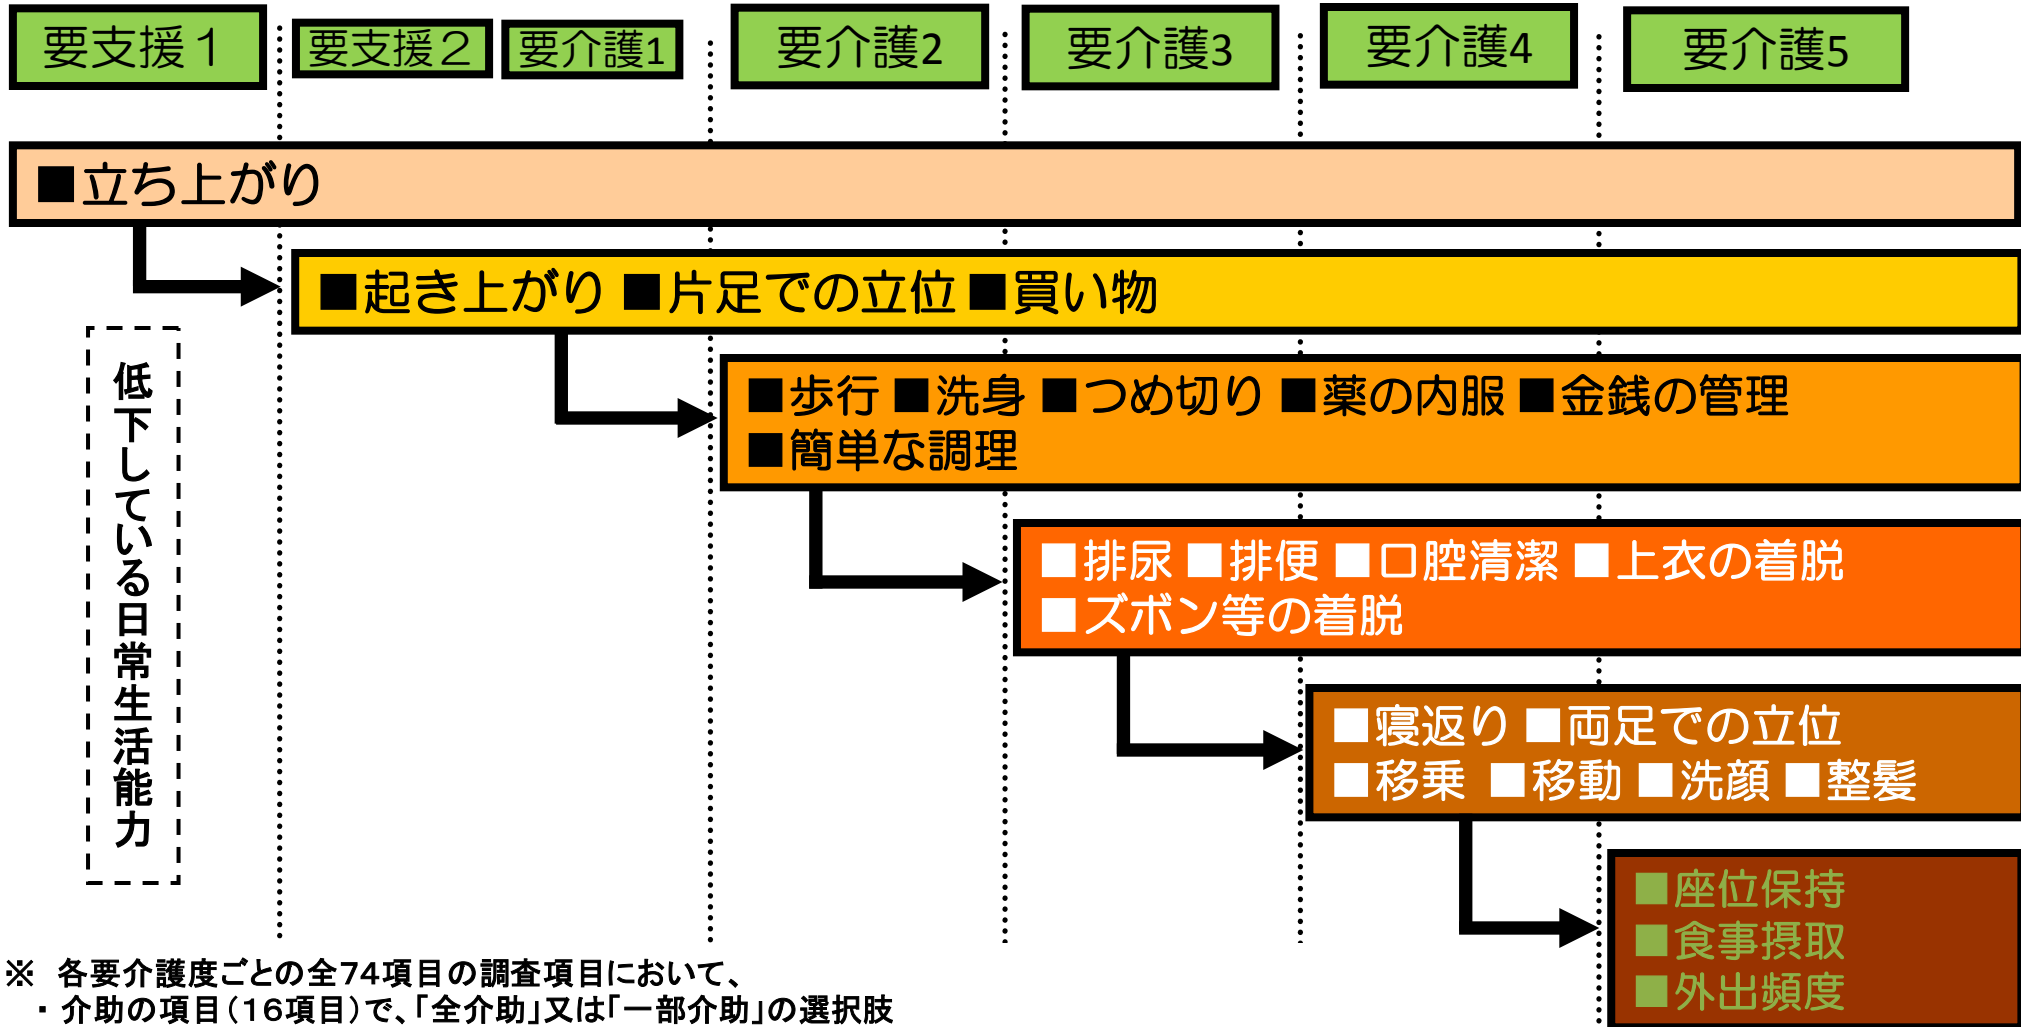 要支援１
要支援２
要介護1
要介護2
要介護3
要介護4
要介護5
■立ち上がり
■起き上がり ■片足での立位 ■買い物
■歩行 ■洗身 ■つめ切り ■薬の内服 ■金銭の管理
■簡単な調理
■排尿 ■排便 ■口腔清潔 ■上衣の着脱
■ズボン等の着脱
■寝返り ■両足での立位
■移乗 ■移動 ■洗顔 ■整髪
■座位保持
■食事摂取
■外出頻度
低下している日常生活能力
※ 各要介護度ごとの全74項目の調査項目において、
・ 介助の項目（１６項目）で、「全介助」又は「一部介助」の選択肢